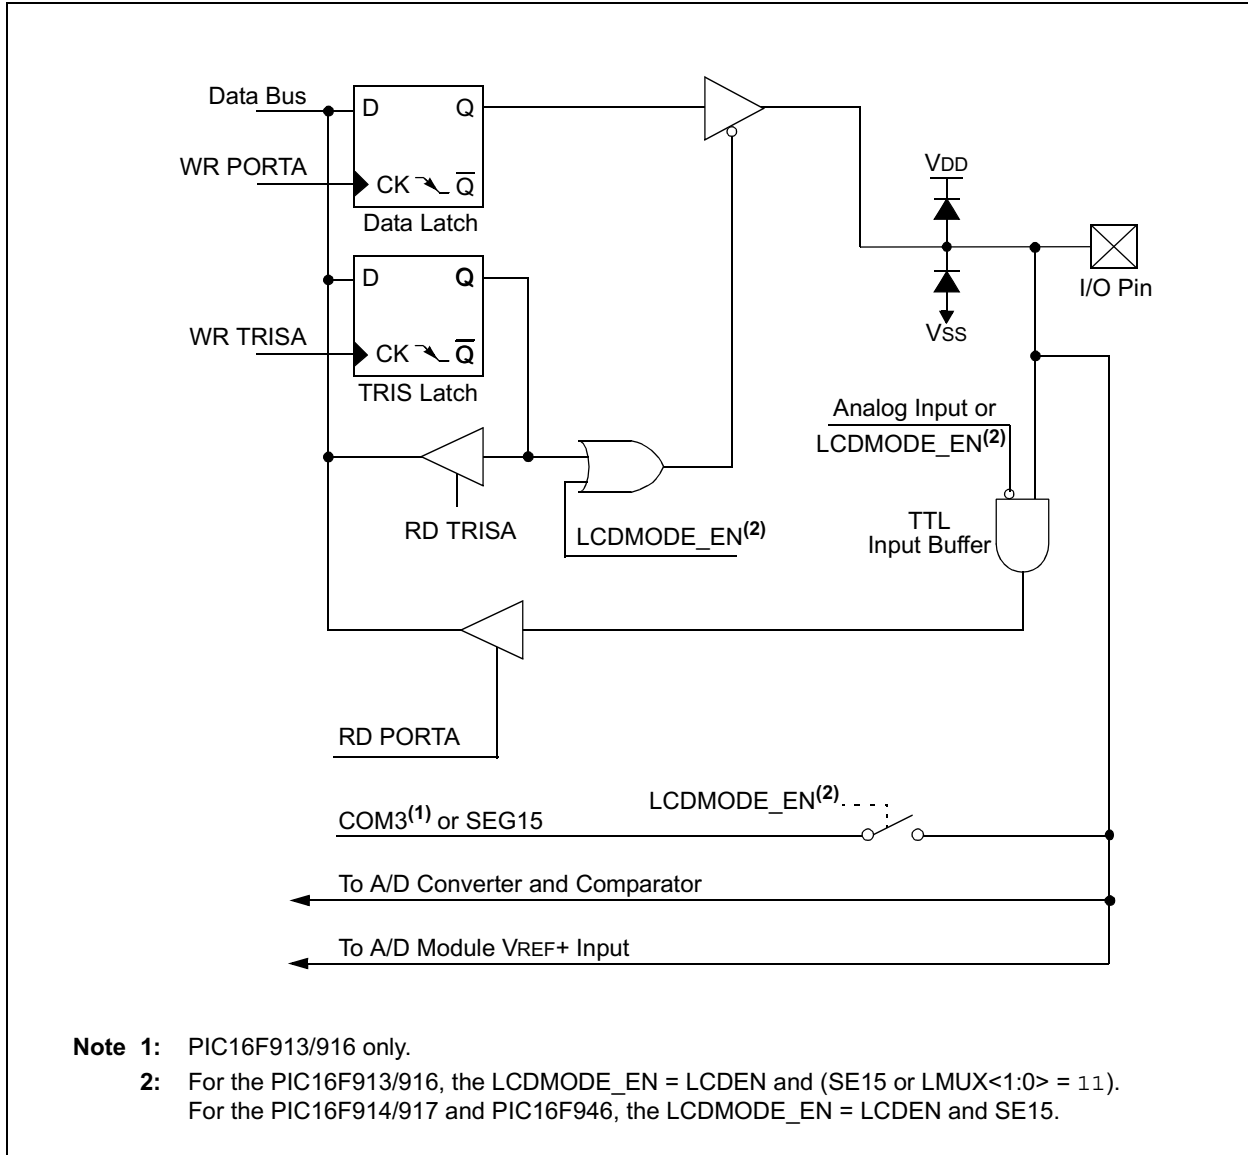 Data Bus
D Q
WR PORTA
CK Q̅
Data Latch
VDD
D Q
I/O Pin
WR TRISA
CK Q̅
VSS
TRIS Latch
Analog Input or
LCDMODE_EN(2)
RD TRISA
LCDMODE_EN(2)
TTL
Input Buffer
RD PORTA
LCDMODE_EN(2)
COM3(1) or SEG15
To A/D Converter and Comparator
To A/D Module VREF+ Input
Note 1: PIC16F913/916 only.
2: For the PIC16F913/916, the LCDMODE_EN = LCDEN and (SE15 or LMUX<1:0> = 11).
For the PIC16F914/917 and PIC16F946, the LCDMODE_EN = LCDEN and SE15.